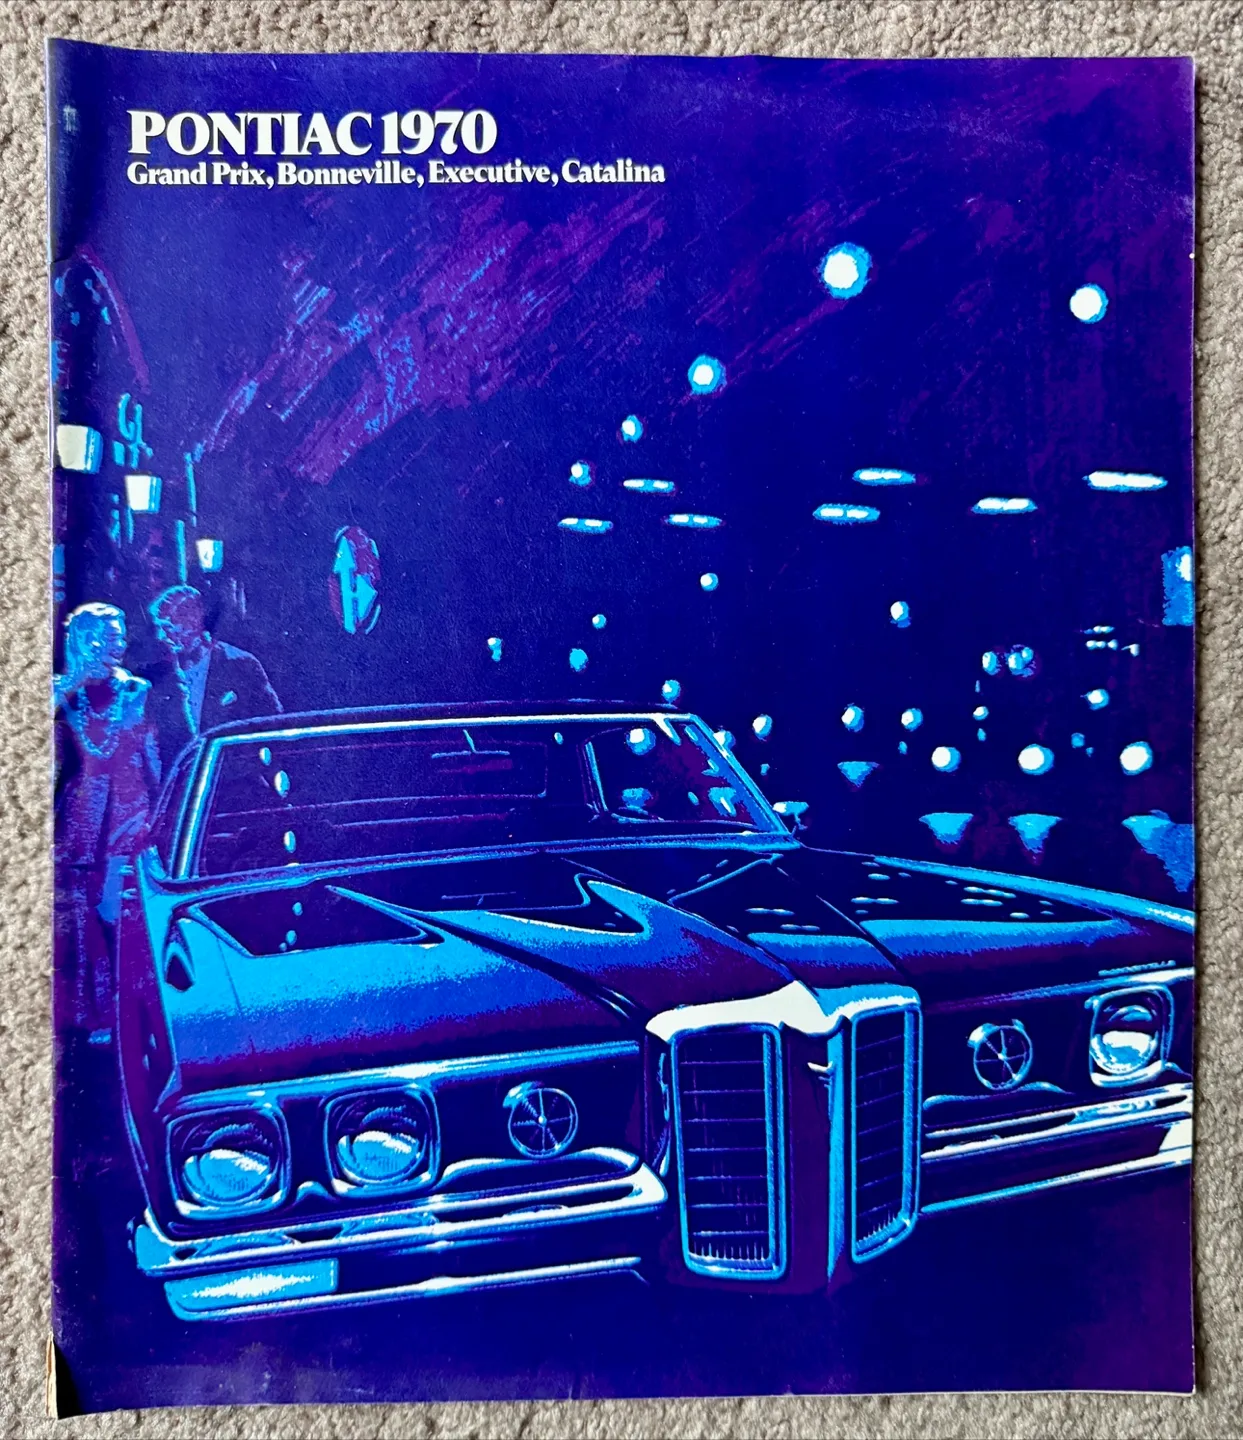 PONTIAC 1970
Grand Prix, Bonneville, Executive, Catalina